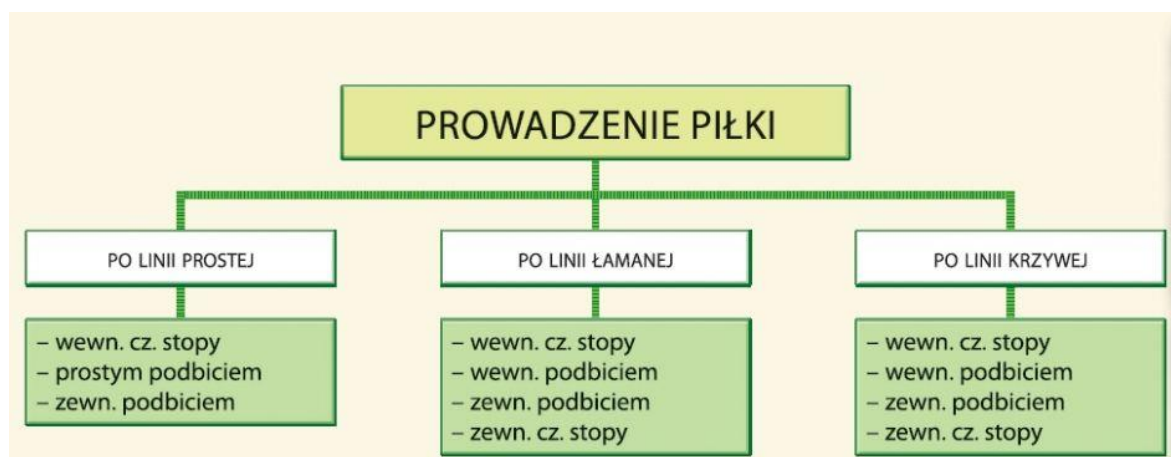 PROWADZENIE PIŁKI
PO LINII PROSTEJ
– wewn. cz. stopy
– prostym podbiciem
– zewn. podbiciem
PO LINII ŁAMANEJ
– wewn. cz. stopy
– wewn. podbiciem
– zewn. podbiciem
– zewn. cz. stopy
PO LINII KRZYWEJ
– wewn. cz. stopy
– wewn. podbiciem
– zewn. podbiciem
– zewn. cz. stopy